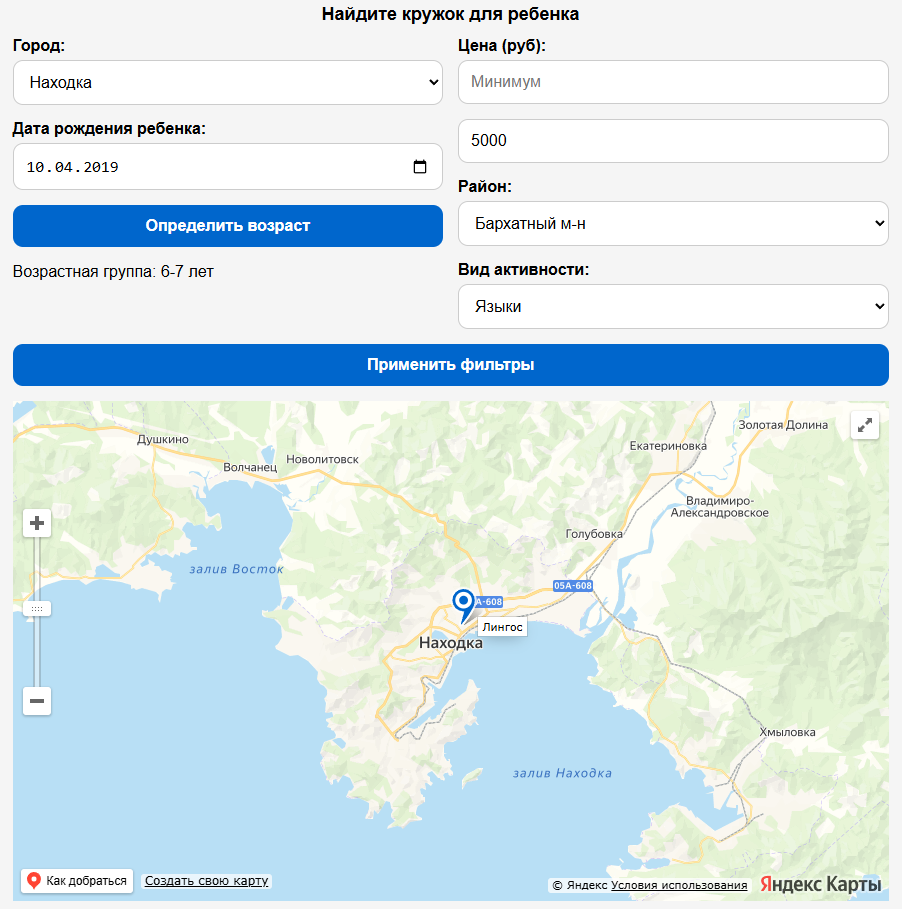 Найдите кружок для ребенка
Город:
Находка
Дата рождения ребенка:
10.04.2019
Определить возраст
Возрастная группа: 6-7 лет
Цена (руб):
Минимум
5000
Район:
Бархатный м-н
Вид активности:
Языки
Применить фильтры
Душкино
Волчанец
Новолитовск
Екатериновка
Золотая Долина
Владимиро-
Александровское
Голубовка
залив Восток
05А-608
А-608
Лингос
Находка
Хмыловка
залив Находка
Как добраться
Создать свою карту
© Яндекс Условия использования
Яндекс Карты